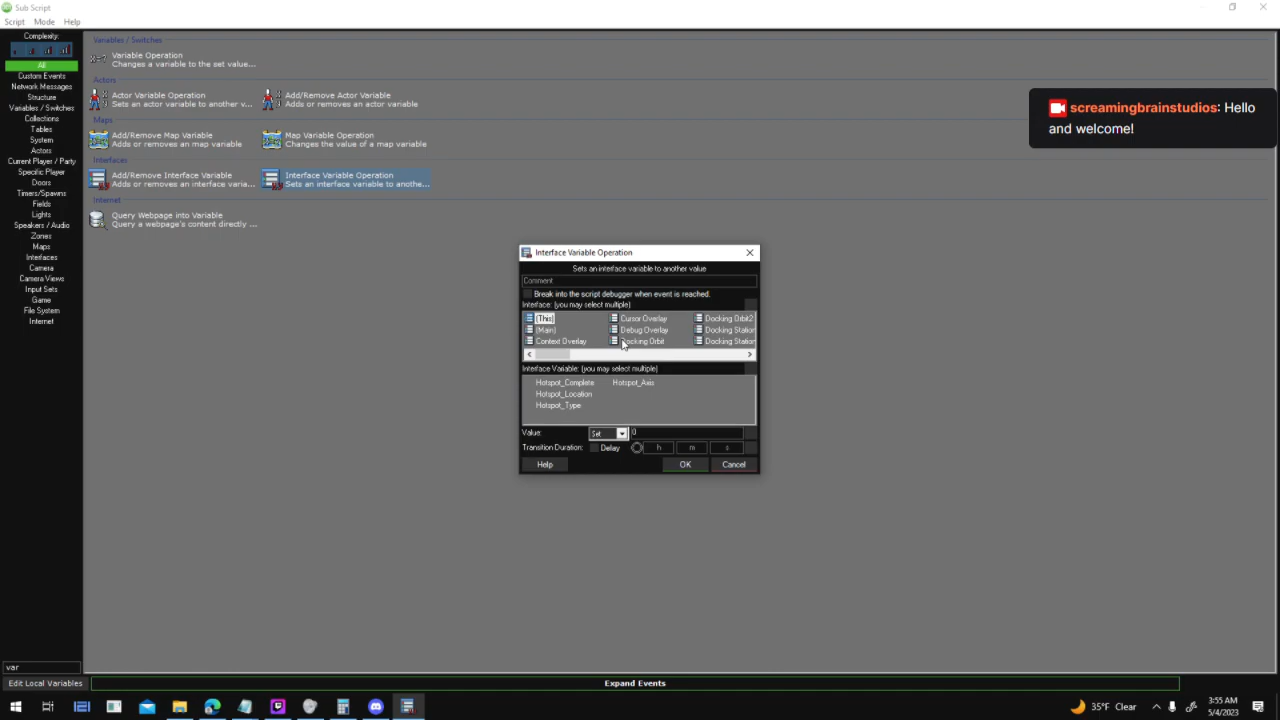 Sub Script
Script Mode Help
Complexity:
All
Custom Events
Network Messages
Structure
Variables / Switches
Collections
Tables
System
Actors
Current Player / Party
Specific Player
Doors
Timers/Spawns
Fields
Lights
Speakers / Audio
Zones
Maps
Interfaces
Camera
Camera Views
Input Sets
Game
File System
Internet
var
Edit Local Variables
Variables / Switches
Variable Operation
Changes a variable to the set value...
Actors
Actor Variable Operation
Sets an actor variable to another v...
Add/Remove Actor Variable
Adds or removes an actor variable
Maps
Add/Remove Map Variable
Adds or removes an map variable
Map Variable Operation
Changes the value of a map variable
Interfaces
Add/Remove Interface Variable
Adds or removes an interface varia...
Interface Variable Operation
Sets an interface variable to anothe...
Internet
Query Webpage into Variable
Query a webpage's content directly ...
screamingbrainstudios: Hello
and welcome!
Interface Variable Operation
Sets an interface variable to another value
Comment
Break into the script debugger when event is reached.
Interface: (you may select multiple)
(This) Cursor Overlay Docking Orbit2
(Main) Debug Overlay Docking Station
Context Overlay Docking Orbit Docking Station
Interface Variable: (you may select multiple)
Hotspot_Complete Hotspot_Axis
Hotspot_Location
Hotspot_Type
Value: Set 0
Transition Duration: Delay h m s
Help OK Cancel
Expand Events
35°F Clear
3:55 AM
5/4/2023